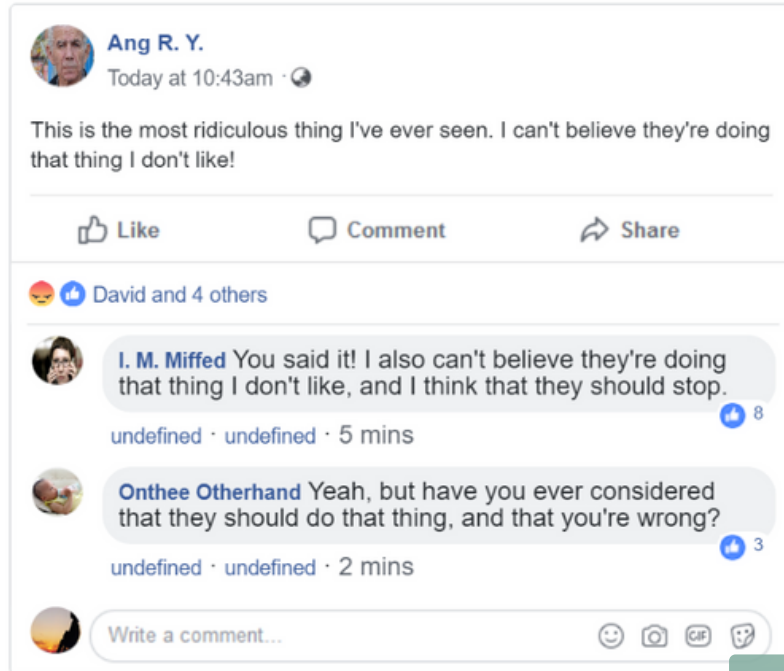 Ang R. Y.
Today at 10:43am ·
This is the most ridiculous thing I've ever seen. I can't believe they're doing
that thing I don't like!
Like Comment Share
David and 4 others
I. M. Miffed You said it! I also can't believe they're doing
that thing I don't like, and I think that they should stop.
8
undefined · undefined · 5 mins
Onthee Otherhand Yeah, but have you ever considered
that they should do that thing, and that you're wrong?
3
undefined · undefined · 2 mins
Write a comment... GIF